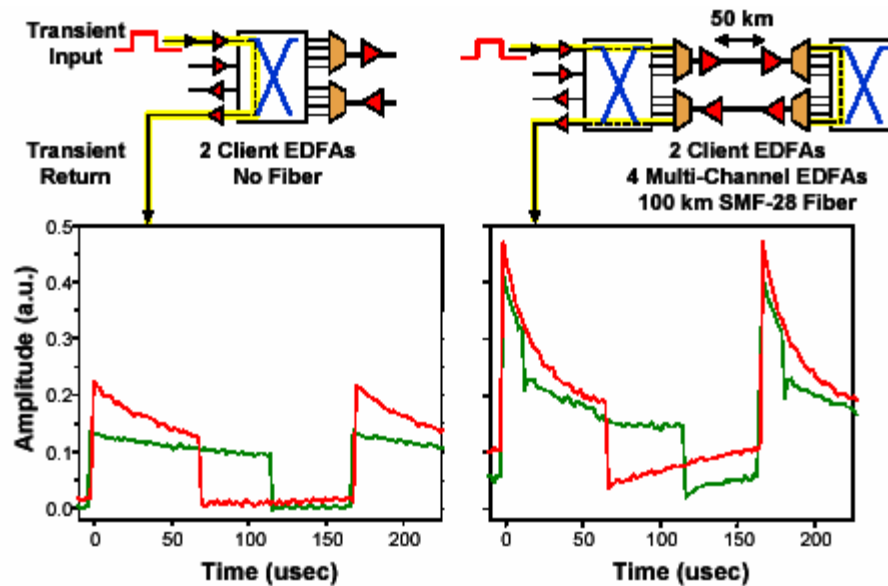 Transient
Input
50 km
Transient
Return
2 Client EDFAs
No Fiber
2 Client EDFAs
4 Multi-Channel EDFAs
100 km SMF-28 Fiber
Amplitude (a.u.)
0.5
0.4
0.3
0.2
0.1
0.0
0 50 100 150 200
Time (usec)
0 50 100 150 200
Time (usec)